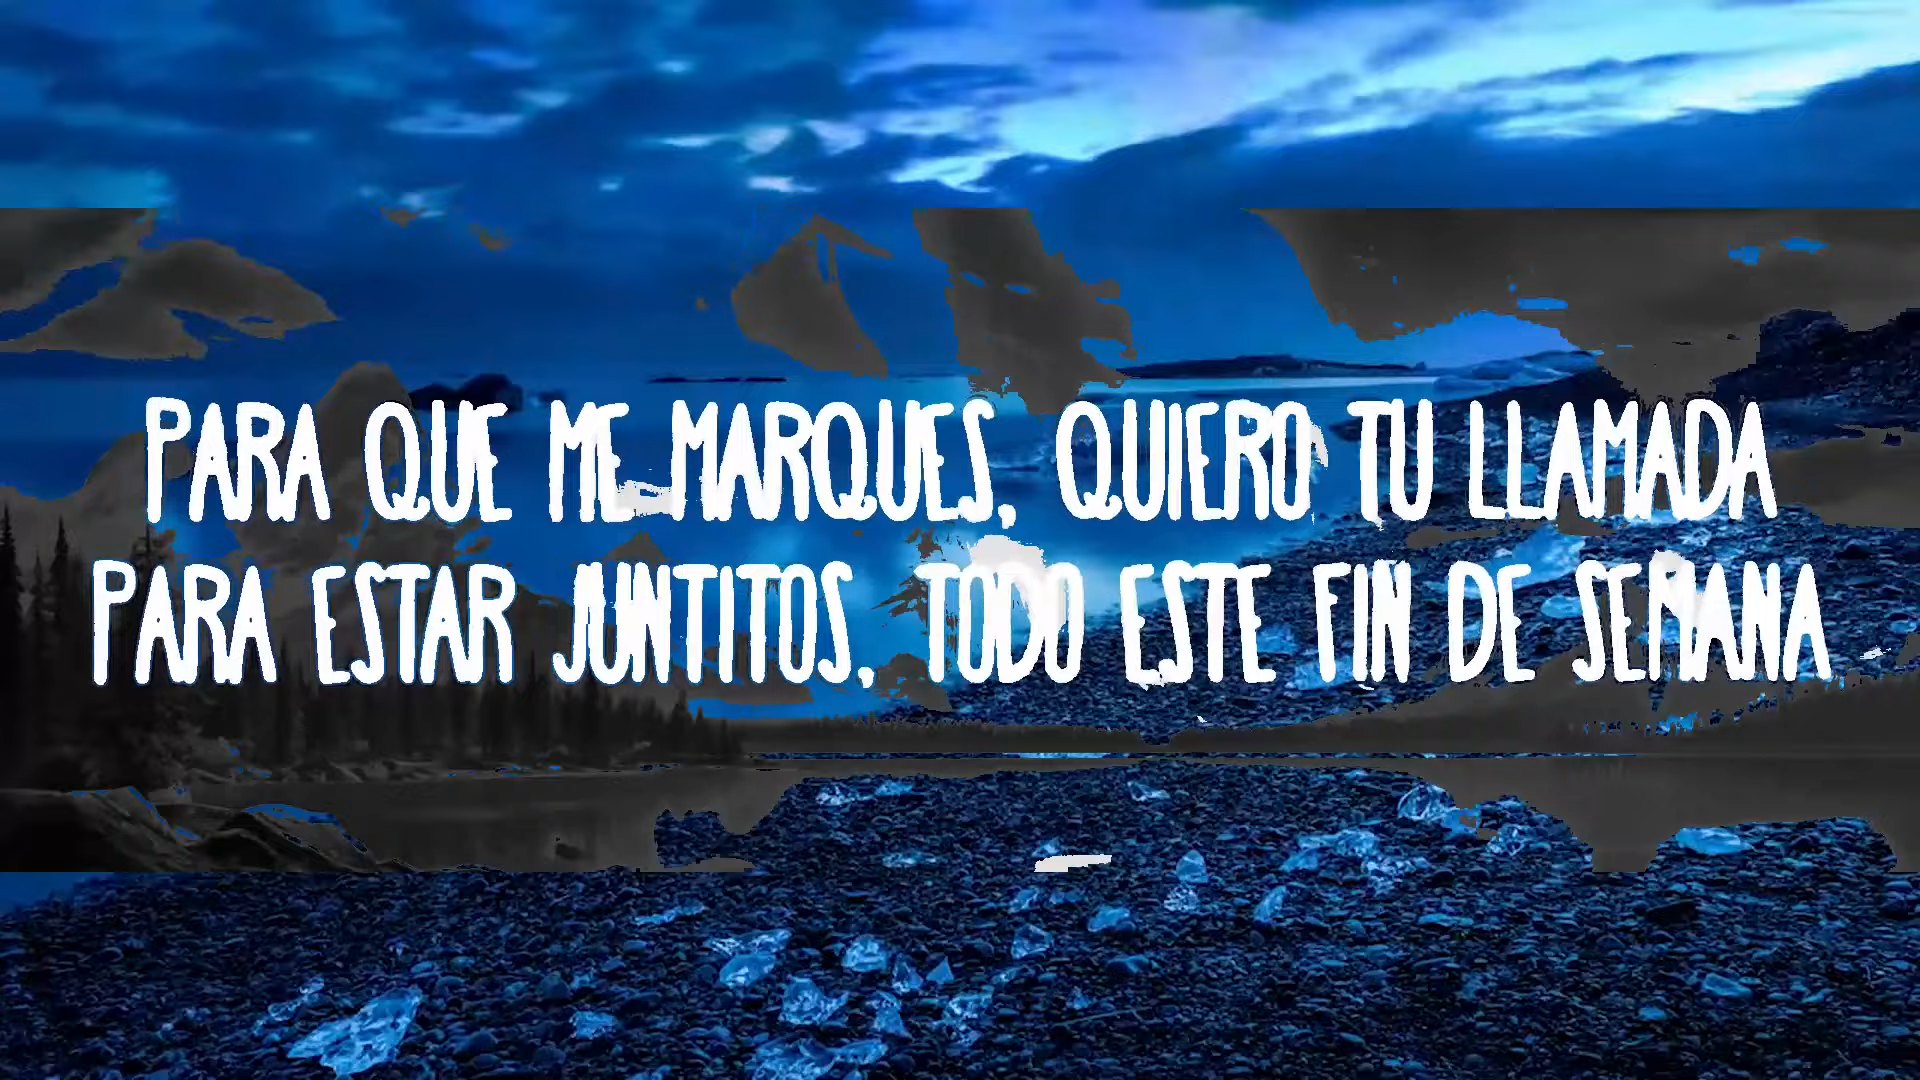 PARA QUE ME MARQUES, QUIERO TU LLAMADA
PARA ESTAR JUNTITOS, TODO ESTE FIN DE SEMANA